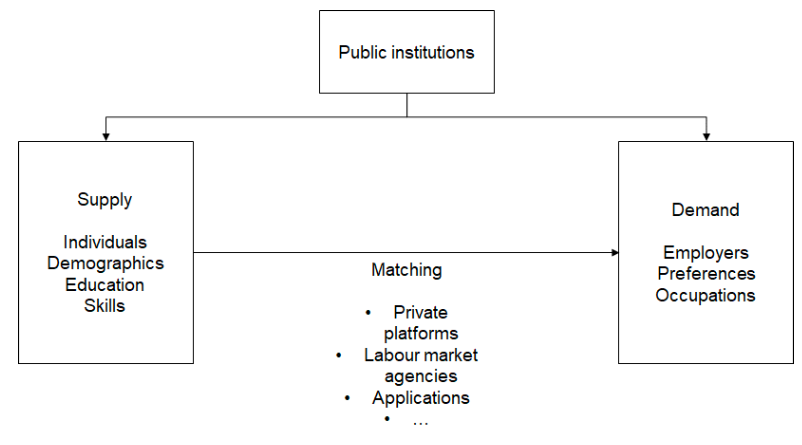 Public institutions
Supply
Individuals
Demographics
Education
Skills
Matching
• Private
platforms
• Labour market
agencies
• Applications
• ...
Demand
Employers
Preferences
Occupations